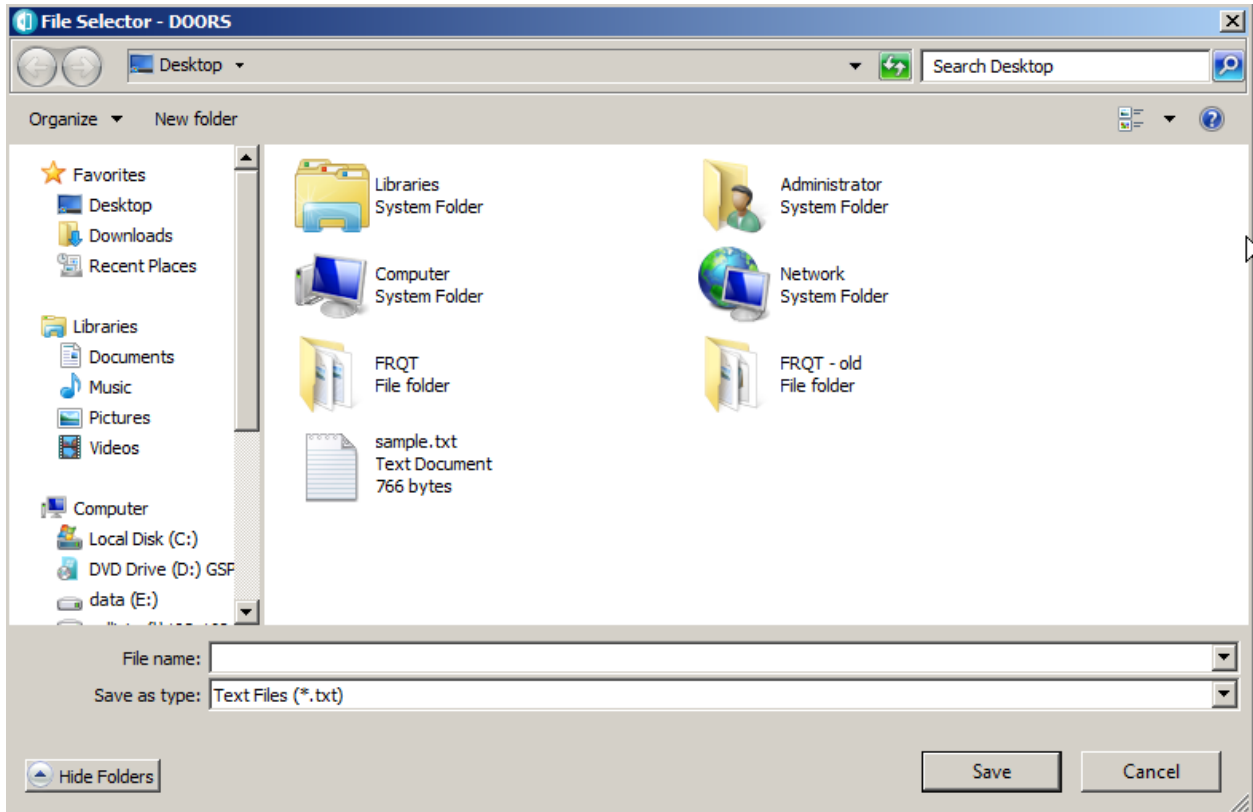 File Selector - DOORS
Desktop
Search Desktop
Organize
New folder
Favorites
Desktop
Downloads
Recent Places
Libraries
Documents
Music
Pictures
Videos
Computer
Local Disk (C:)
DVD Drive (D:) GSP
data (E:)
Libraries
System Folder
Administrator
System Folder
Computer
System Folder
Network
System Folder
FRQT
File folder
FRQT - old
File folder
sample.txt
Text Document
766 bytes
File name:
Save as type: Text Files (*.txt)
Hide Folders
Save
Cancel